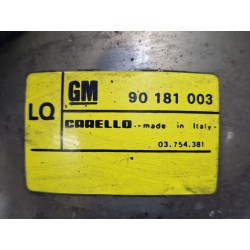 LQ
GM 90 181 003
CARELLO -- made in Italy-
03.754.381